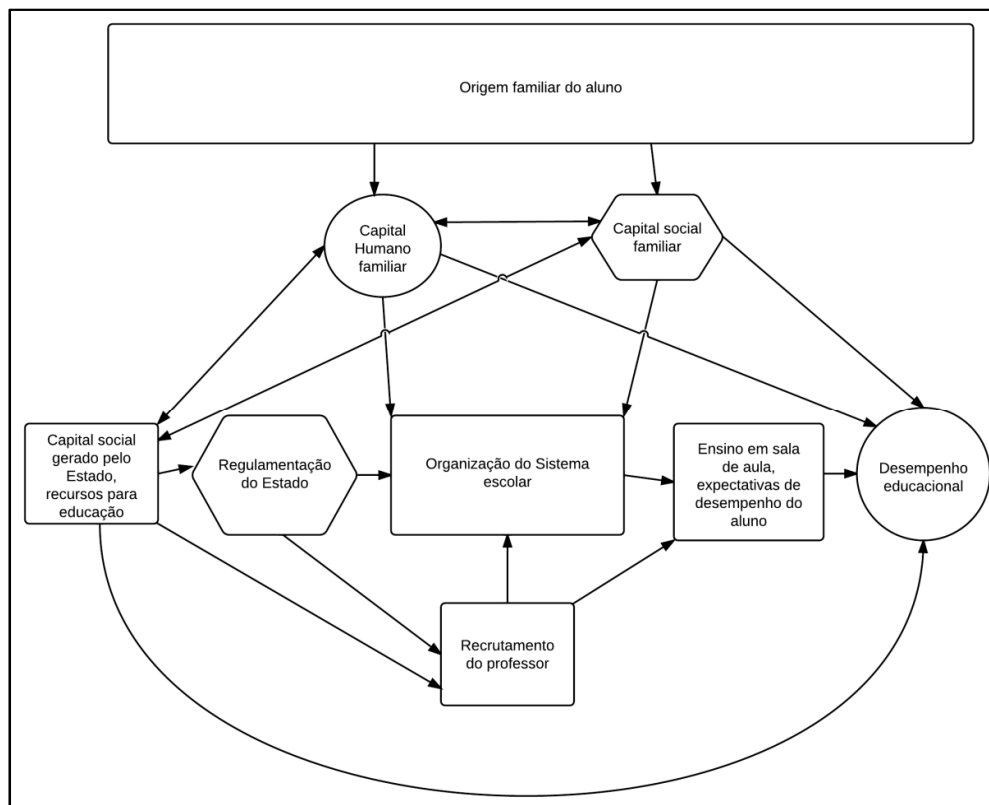 Origem familiar do aluno
Capital
Humano
familiar
Capital social
familiar
Capital social
gerado pelo
Estado,
recursos para
educação
Regulamentação
do Estado
Organização do Sistema
escolar
Ensino em sala
de aula,
expectativas de
desempenho do
aluno
Desempenho
educacional
Recrutamento
do professor